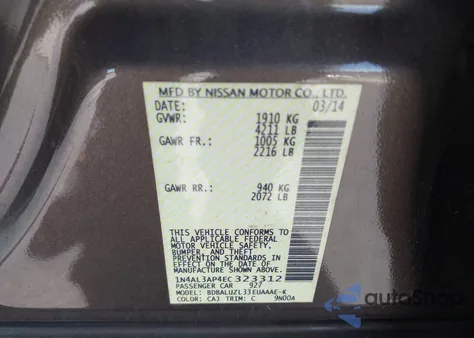 MFD BY NISSAN MOTOR CO., LTD.
DATE: 03/14
GVWR: 1910 KG
4211 LB
GAWR FR.: 1005 KG
2216 LB
GAWR RR.: 940 KG
2072 LB
THIS VEHICLE CONFORMS TO
ALL APPLICABLE FEDERAL
MOTOR VEHICLE SAFETY,
BUMPER, AND THEFT
PREVENTION STANDARDS IN
EFFECT ON THE DATE OF
MANUFACTURE SHOWN ABOVE.
1N4AL3AP4EC323312
PASSENGER CAR 927
MODEL: BDBALUZL33EUAAAE-K
COLOR: CAJ TRIM: C 9N00A
autoShop